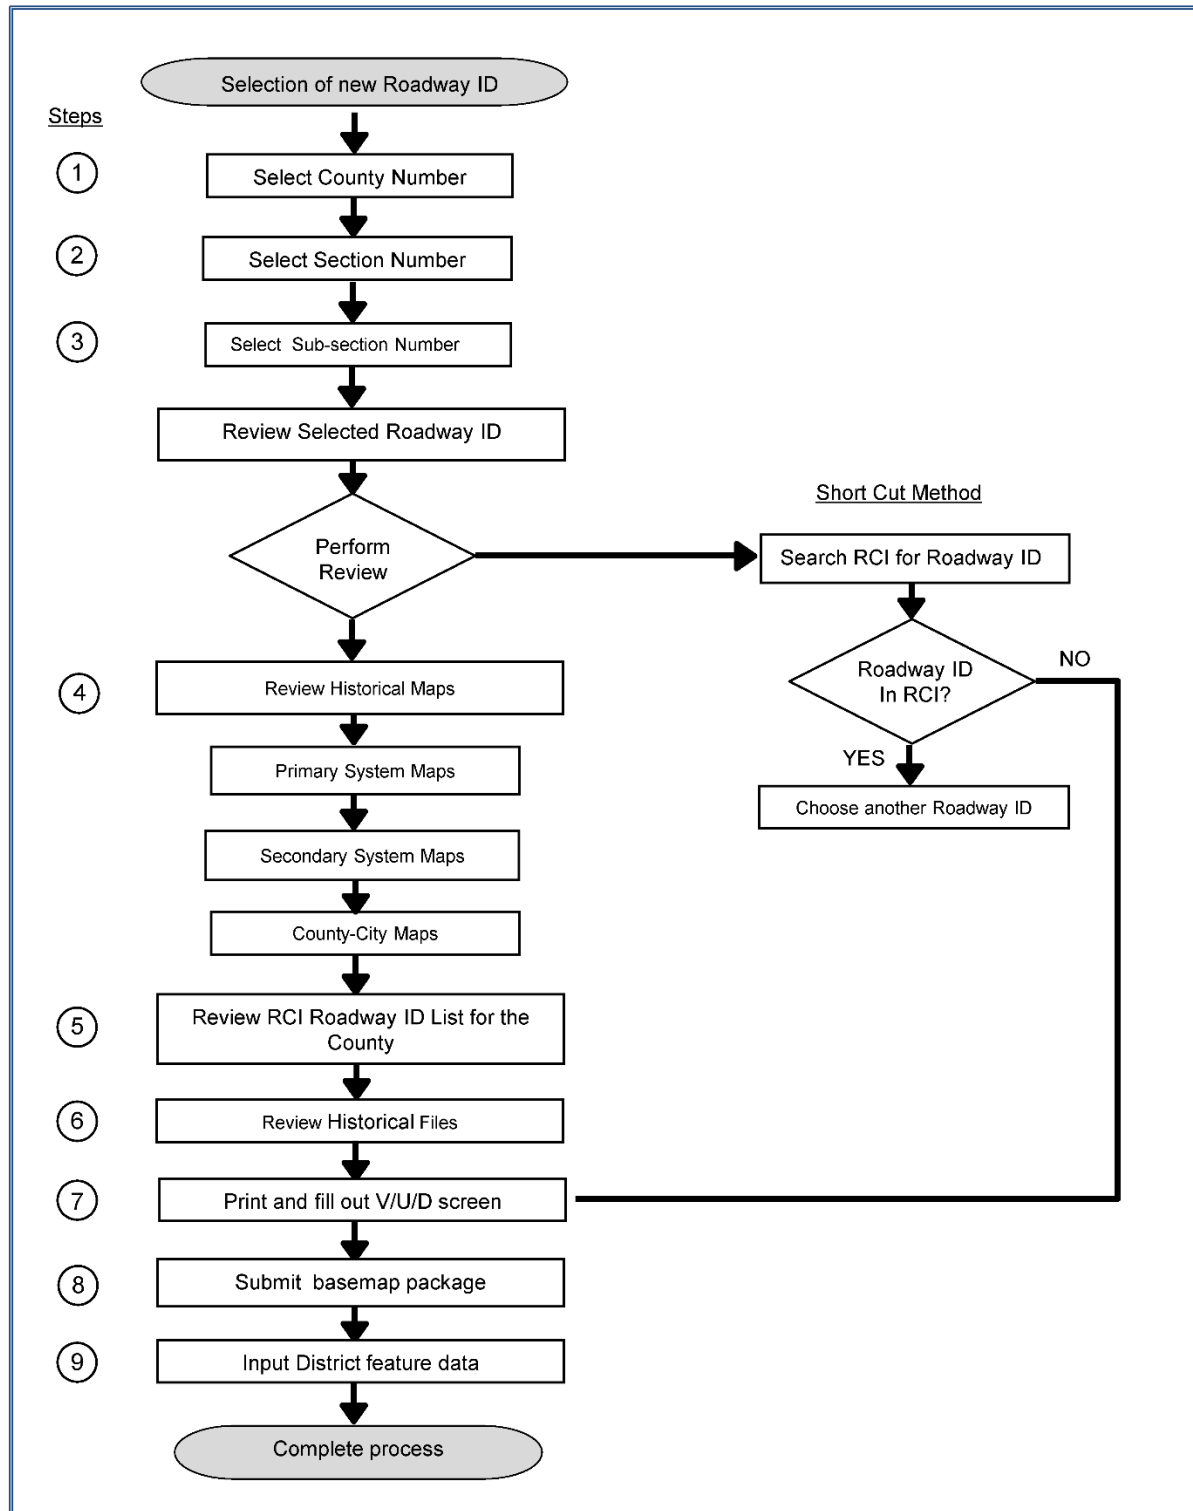 Selection of new Roadway ID
Steps
1
Select County Number
2
Select Section Number
3
Select Sub-section Number
Review Selected Roadway ID
Perform
Review
Short Cut Method
Search RCI for Roadway ID
Roadway ID
In RCI?
NO
YES
Choose another Roadway ID
4
Review Historical Maps
Primary System Maps
Secondary System Maps
County-City Maps
5
Review RCI Roadway ID List for the
County
6
Review Historical Files
7
Print and fill out V/U/D screen
8
Submit basemap package
9
Input District feature data
Complete process